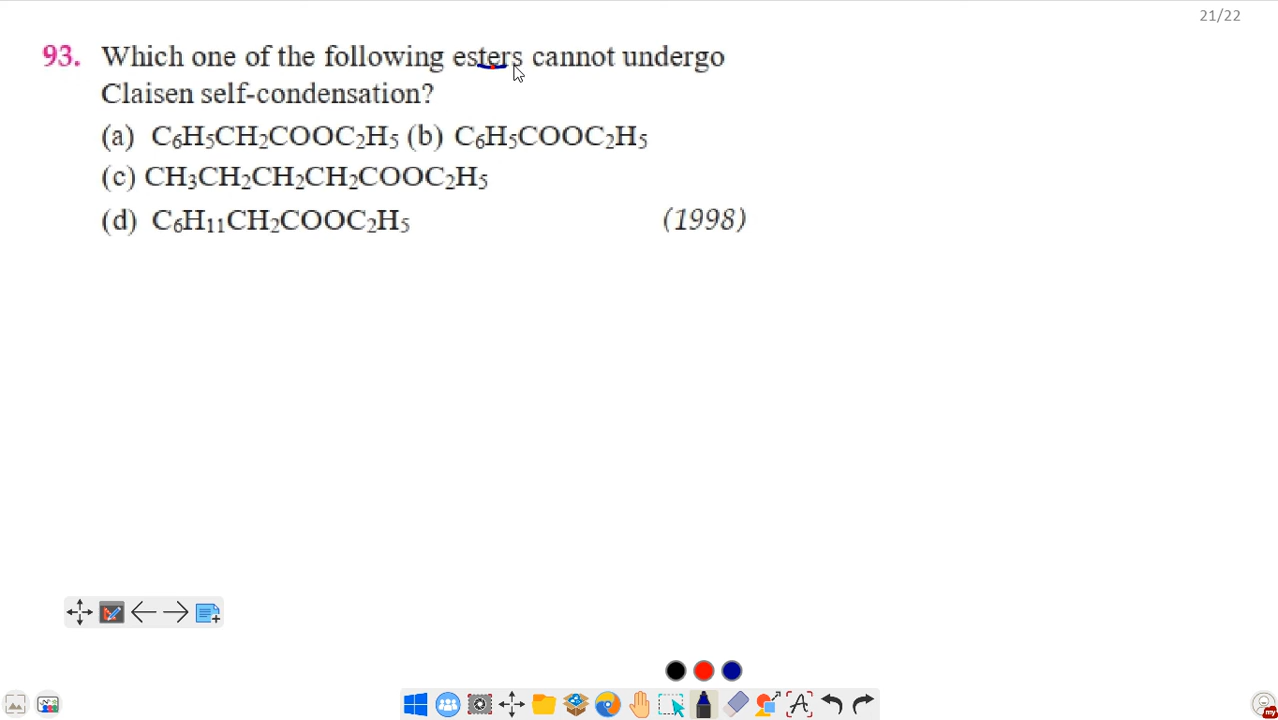 21/22
93. Which one of the following esters cannot undergo
Claisen self-condensation?
(a) C₆H₅CH₂COOC₂H₅ (b) C₆H₅COOC₂H₅
(c) CH₃CH₂CH₂CH₂COOC₂H₅
(d) C₆H₁₁CH₂COOC₂H₅ (1998)